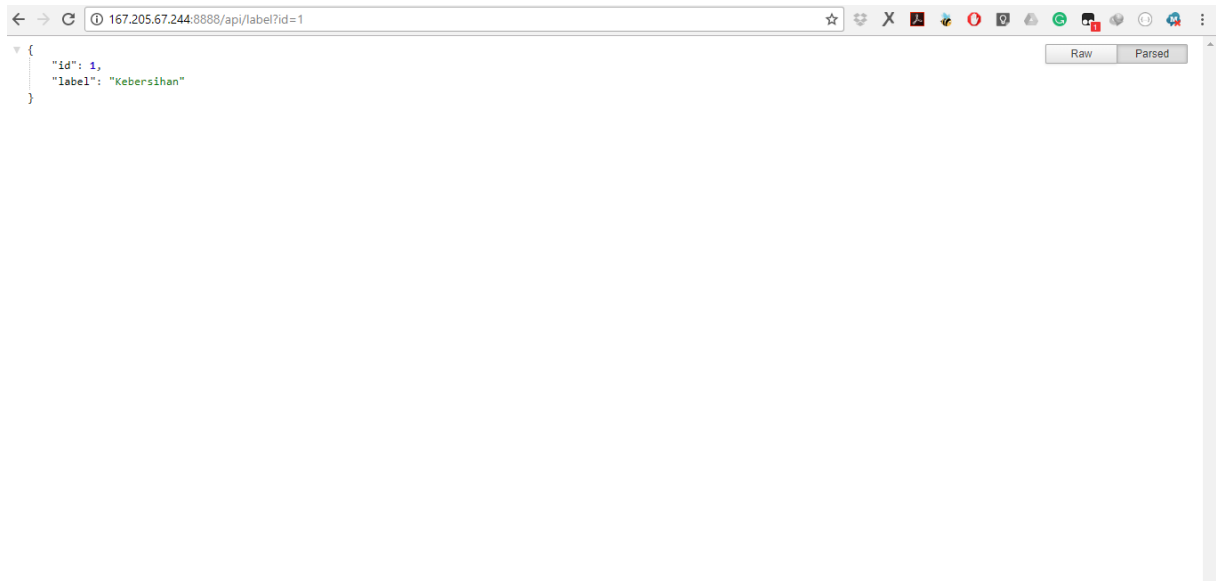 167.205.67.244:8888/api/label?id=1
Raw Parsed
{
"id": 1,
"label": "Kebersihan"
}